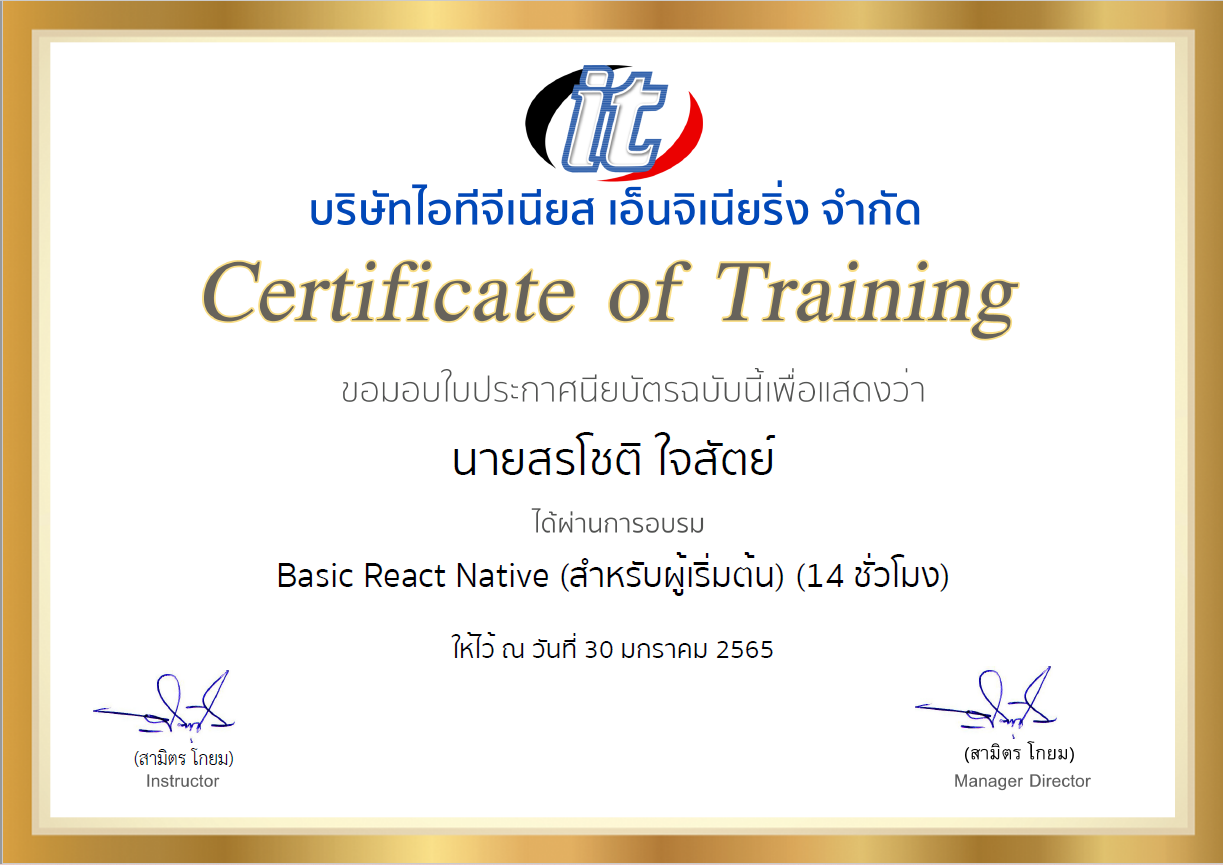 it
บริษัทไอทีจีเนียส เอ็นจิเนียริ่ง จำกัด
Certificate of Training
ขอมอบใบประกาศนียบัตรฉบับนี้เพื่อแสดงว่า
นายสรโชติ ใจสัตย์
ได้ผ่านการอบรม
Basic React Native (สำหรับผู้เริ่มต้น) (14 ชั่วโมง)
ให้ไว้ ณ วันที่ 30 มกราคม 2565
(สามิตร โกยม)
Instructor
(สามิตร โกยม)
Manager Director